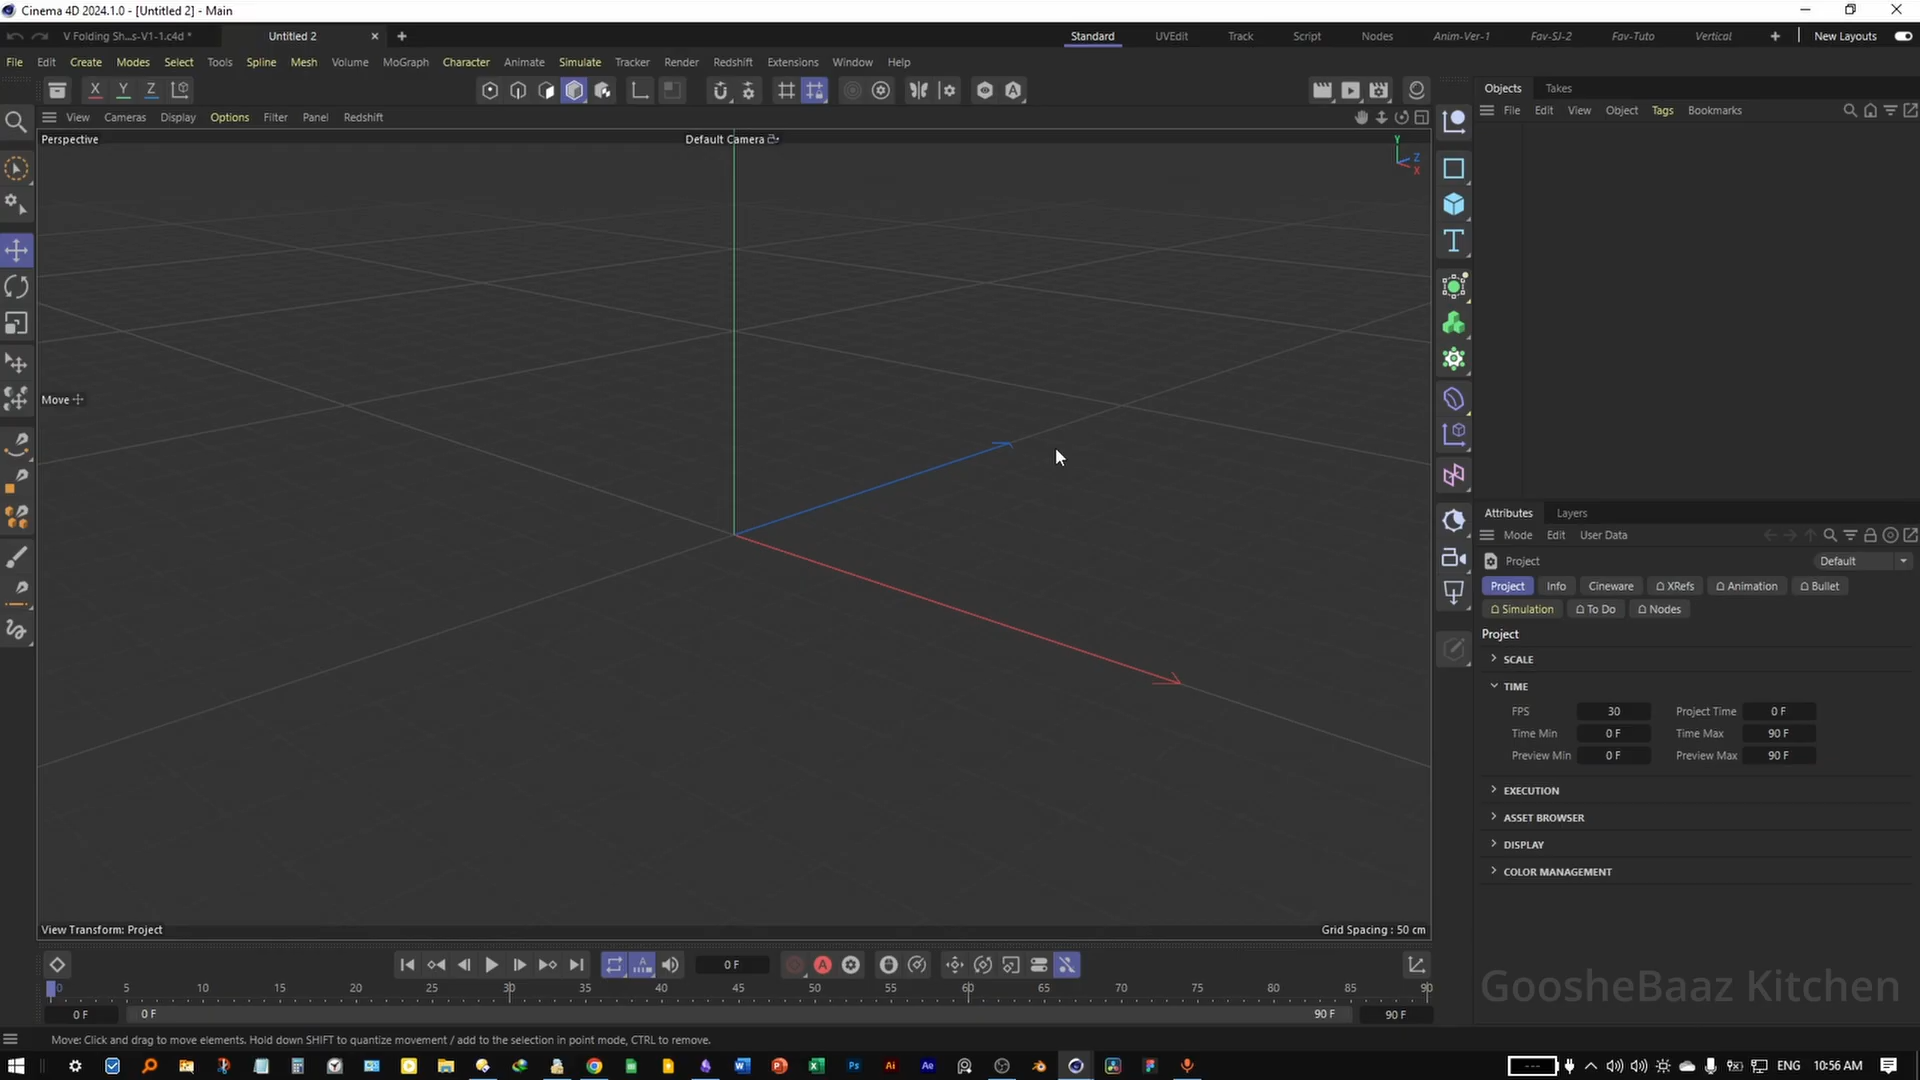 Cinema 4D 2024.1.0 - [Untitled 2] - Main
V Folding Sh...s-V1-1.c4d *
Untitled 2
Standard UVEdit Track Script Nodes Anim-Ver-1 Fav-SJ-2 Fav-Tuto Vertical New Layouts
File Edit Create Modes Select Tools Spline Mesh Volume MoGraph Character Animate Simulate Tracker Render Redshift Extensions Window Help
X Y Z
Objects Takes
File Edit View Object Tags Bookmarks
View Cameras Display Options Filter Panel Redshift
Perspective
Default Camera
Y
Z
X
Move
Attributes Layers
Mode Edit User Data
Project
Default
Project Info Cineware XRefs Animation Bullet
Simulation To Do Nodes
Project
SCALE
TIME
FPS 30 Project Time 0 F
Time Min 0 F Time Max 90 F
Preview Min 0 F Preview Max 90 F
EXECUTION
ASSET BROWSER
DISPLAY
COLOR MANAGEMENT
View Transform: Project
Grid Spacing : 50 cm
0 F
0 5 10 15 20 25 30 35 40 45 50 55 60 65 70 75 80 85 90
0 F 0 F 90 F 90 F
GoosheBaaz Kitchen
Move: Click and drag to move elements. Hold down SHIFT to quantize movement / add to the selection in point mode, CTRL to remove.
ENG 10:56 AM